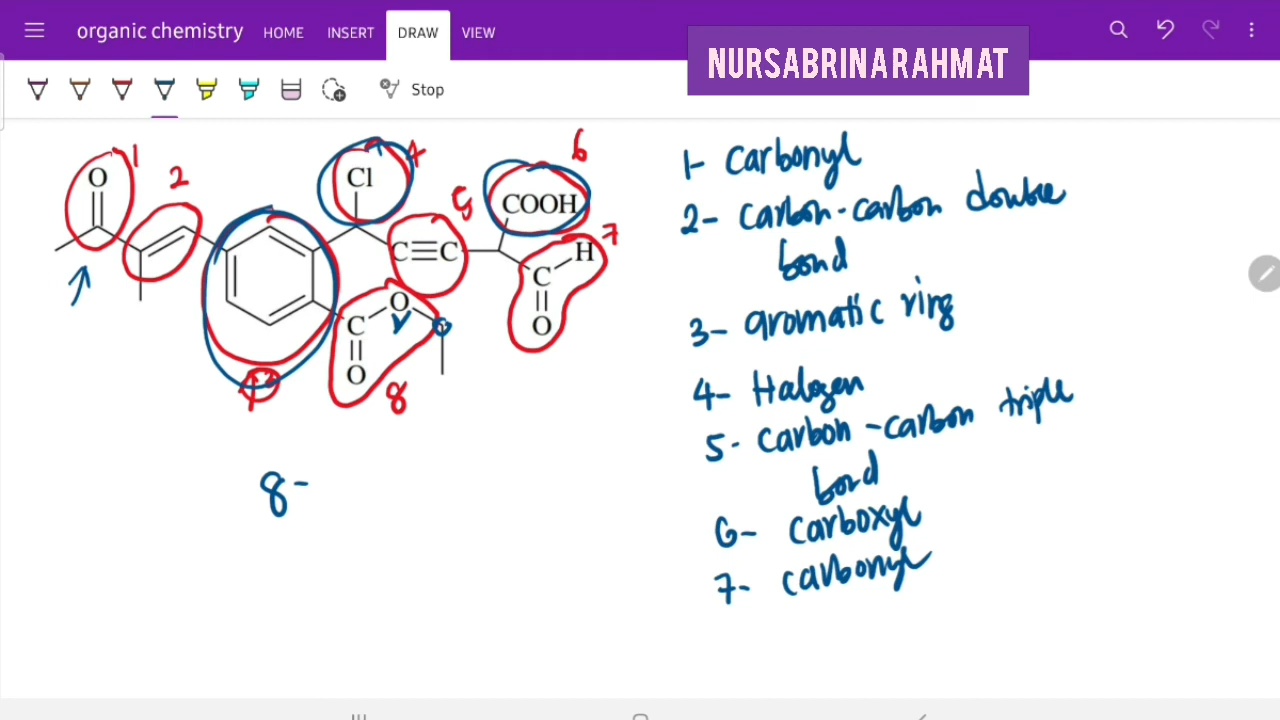 organic chemistry HOME INSERT DRAW VIEW
NURSABRINARAHMAT
Stop
1
2
Cl
4
6
COOH
5
7
O
C≡C
H
C
O
O
C
O
3
8
8-
1- Carbonyl
2- carbon-carbon double
bond
3- aromatic ring
4- Halogen
5- carbon-carbon triple
bond
6- carboxyl
7- carbonyl